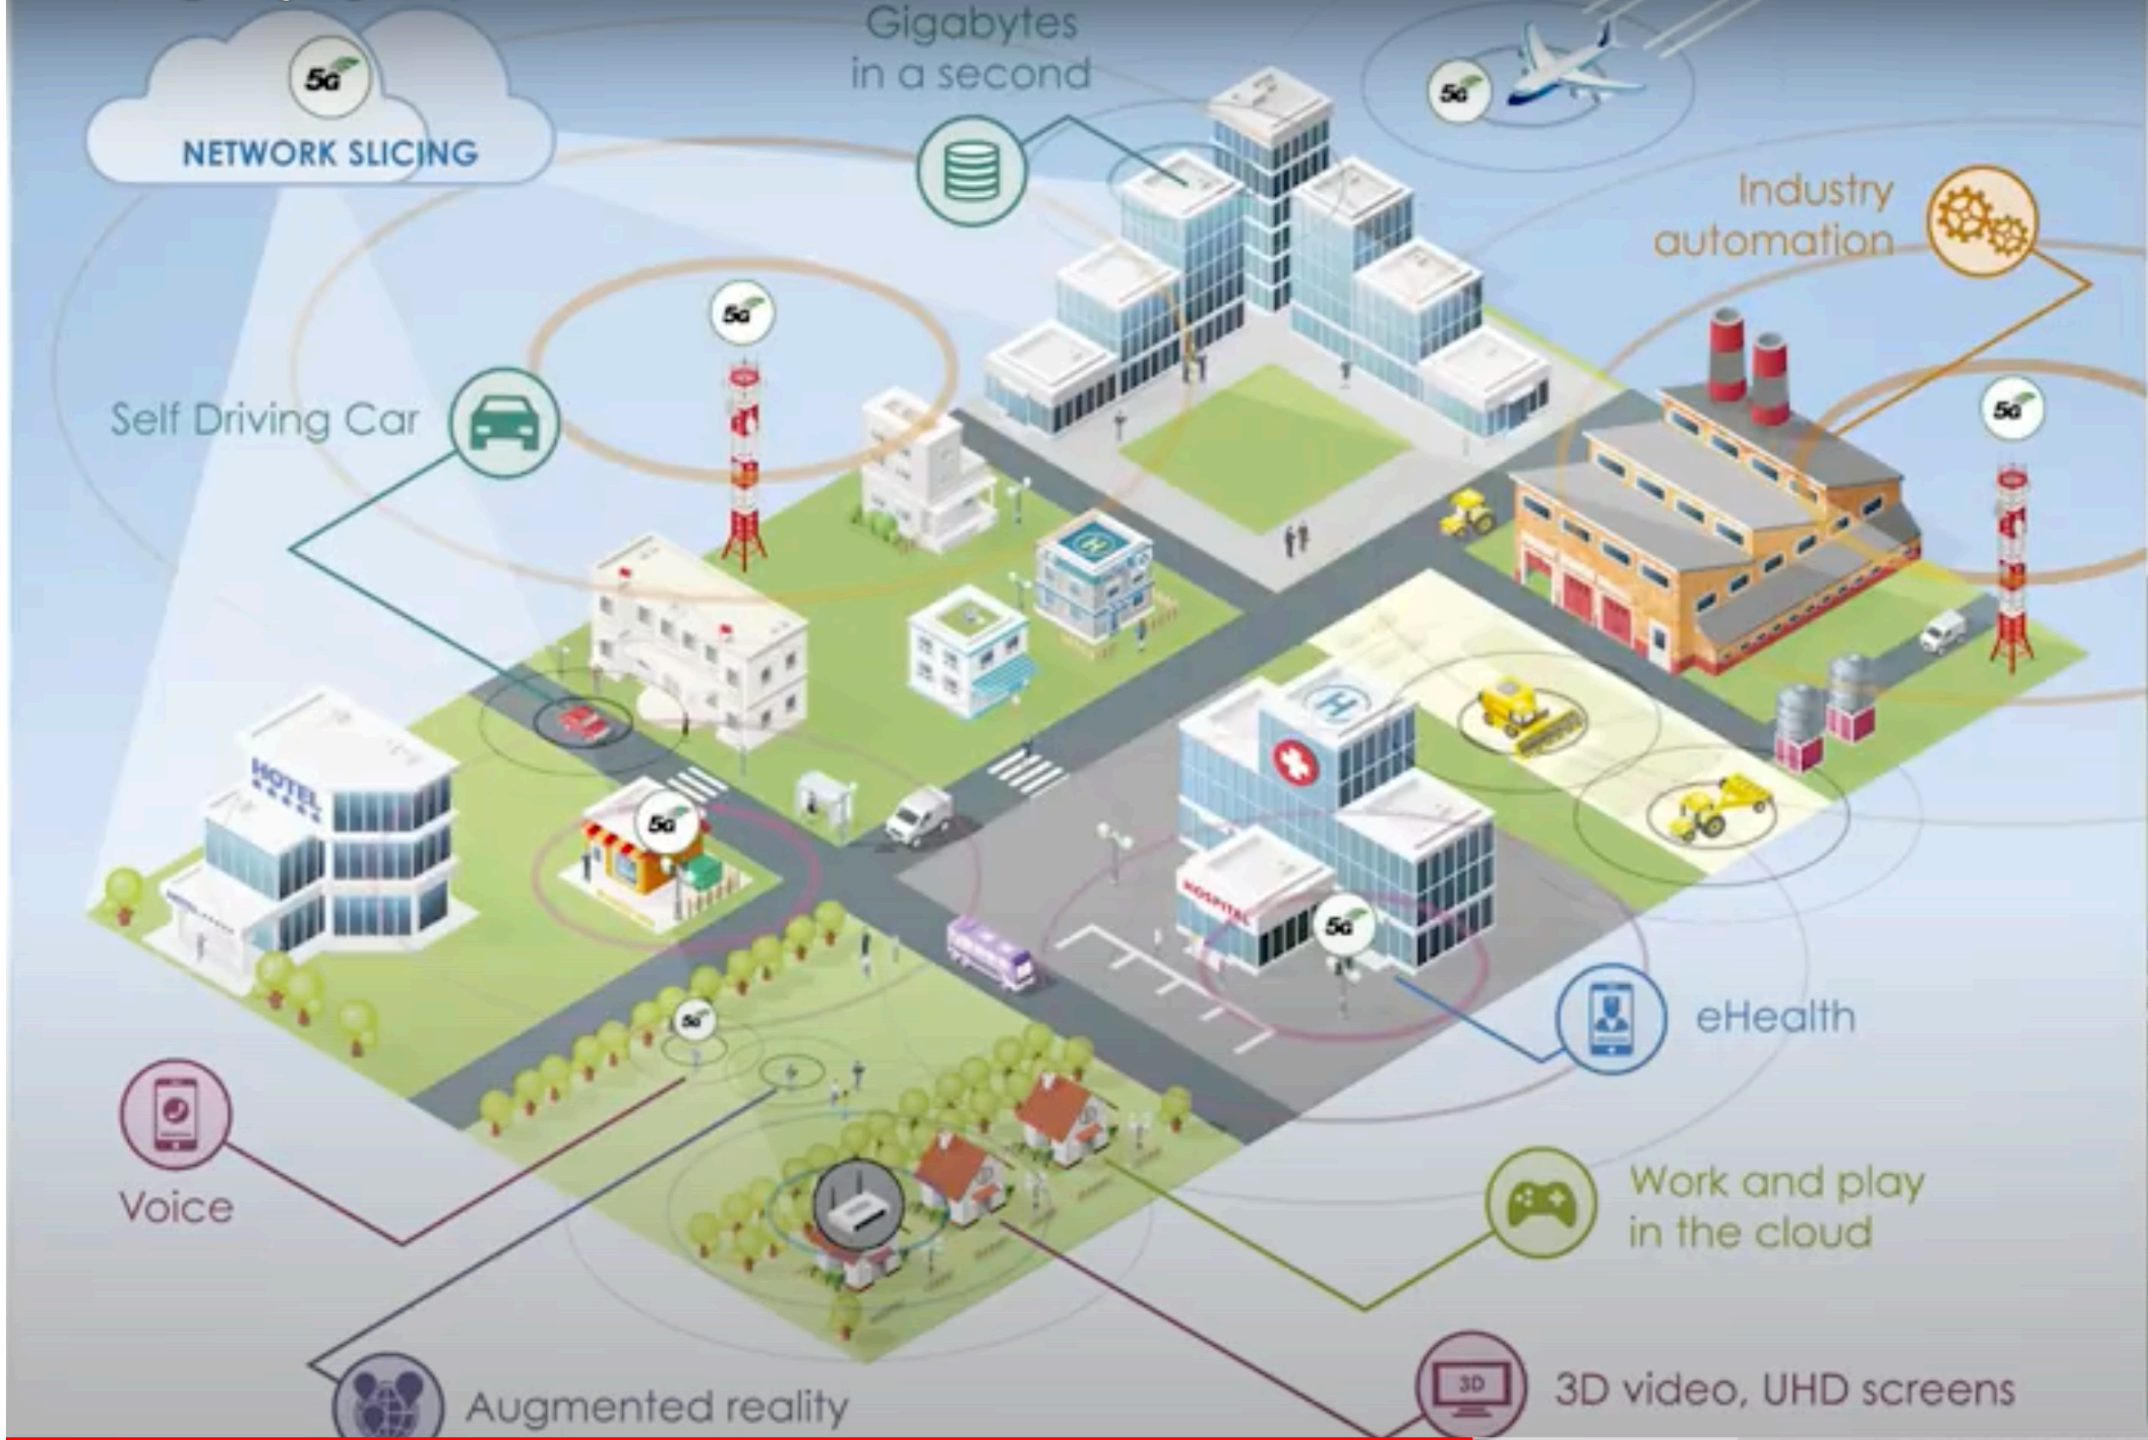 5G
NETWORK SLICING
Gigabytes
in a second
5G
Industry
automation
5G
5G
Self Driving Car
HOTEL
5G
HOSPITAL
5G
5G
eHealth
Voice
Work and play
in the cloud
Augmented reality
3D
3D video, UHD screens